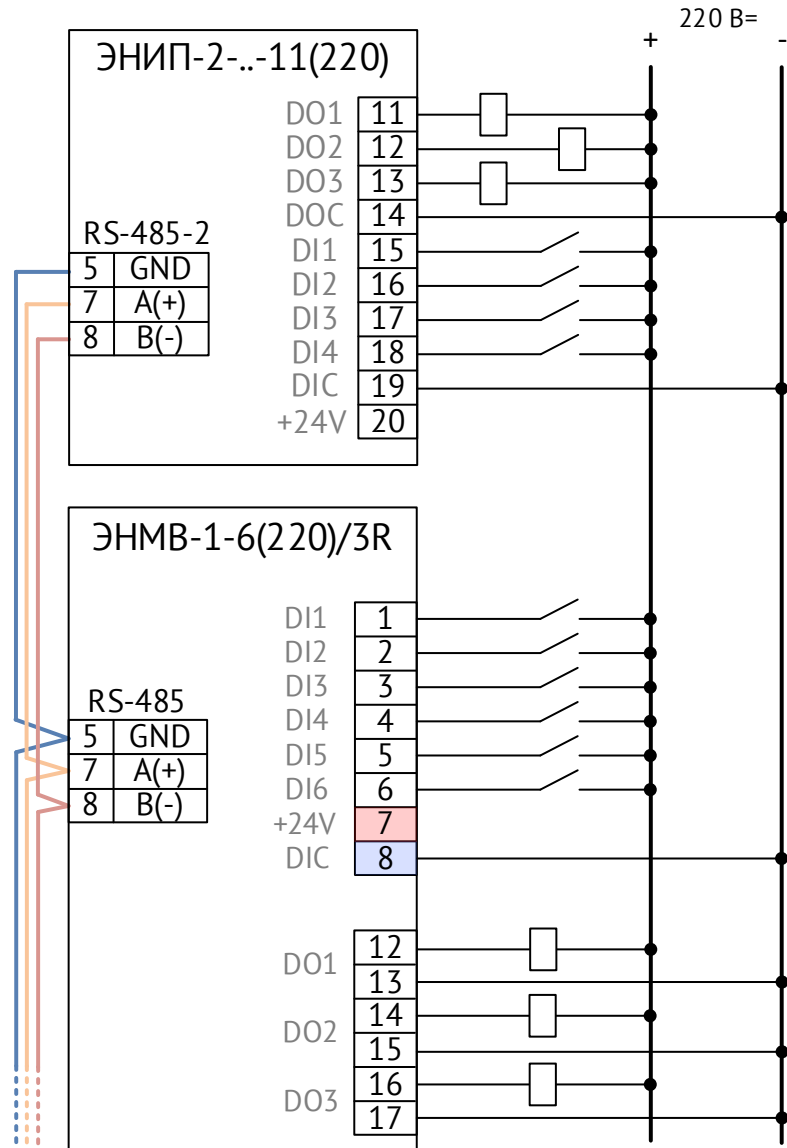 220 В=
+ -
ЭНИП-2-..-11(220)
DO1 11
DO2 12
DO3 13
DOC 14
RS-485-2
DI1 15
5 GND
DI2 16
7 A(+)
DI3 17
8 B(-)
DI4 18
DIC 19
+24V 20
ЭНМВ-1-6(220)/3R
DI1 1
DI2 2
DI3 3
RS-485
DI4 4
5 GND
DI5 5
7 A(+)
DI6 6
8 B(-)
+24V 7
DIC 8
DO1 12
13
DO2 14
15
DO3 16
17